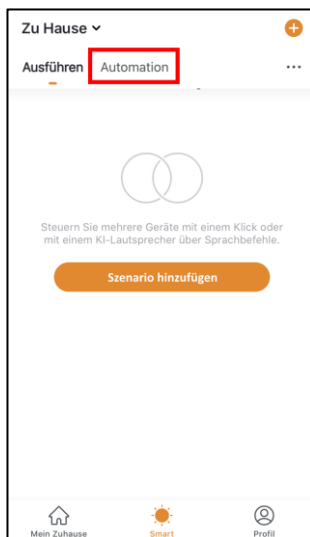 Zu Hause
Ausführen Automation
Steuern Sie mehrere Geräte mit einem Klick oder
mit einem KI-Lautsprecher über Sprachbefehle.
Szenario hinzufügen
Mein Zuhause Smart Profil